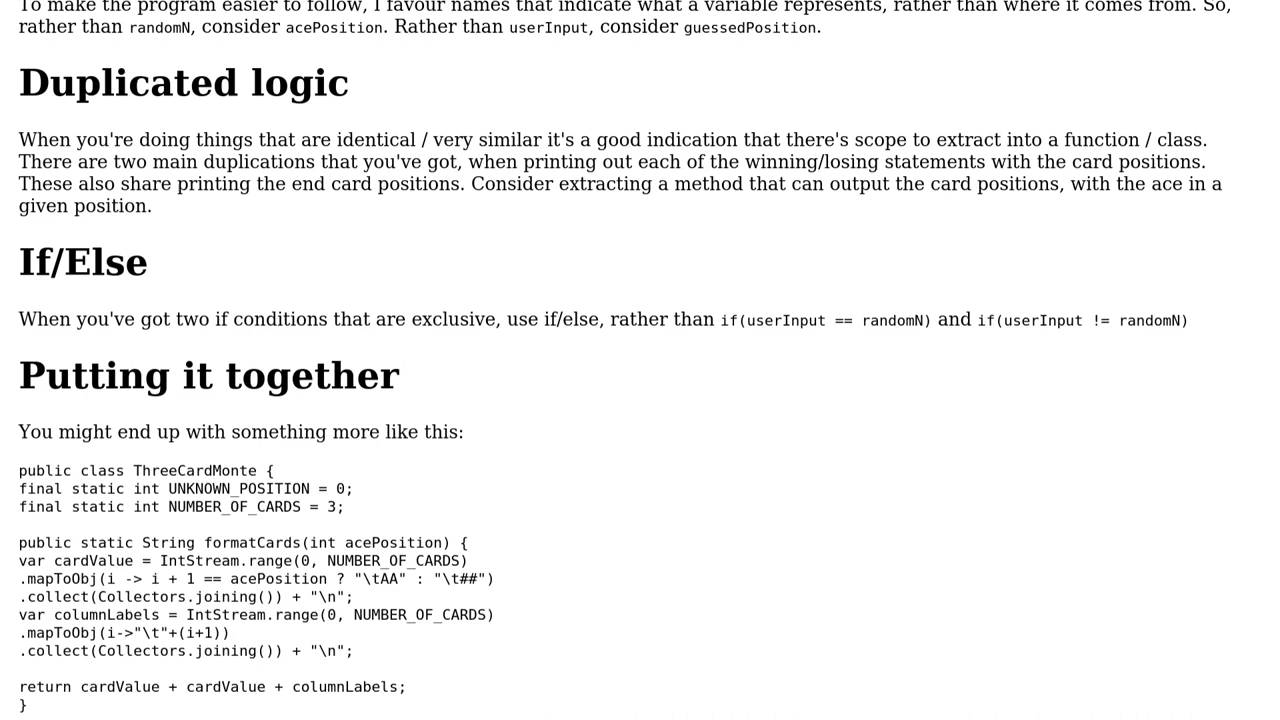 To make the program easier to follow, I favour names that indicate what a variable represents, rather than where it comes from. So,
rather than randomN, consider acePosition. Rather than userInput, consider guessedPosition.
Duplicated logic
When you're doing things that are identical / very similar it's a good indication that there's scope to extract into a function / class.
There are two main duplications that you've got, when printing out each of the winning/losing statements with the card positions.
These also share printing the end card positions. Consider extracting a method that can output the card positions, with the ace in a
given position.
If/Else
When you've got two if conditions that are exclusive, use if/else, rather than if(userInput == randomN) and if(userInput != randomN)
Putting it together
You might end up with something more like this:
public class ThreeCardMonte {
final static int UNKNOWN_POSITION = 0;
final static int NUMBER_OF_CARDS = 3;
public static String formatCards(int acePosition) {
var cardValue = IntStream.range(0, NUMBER_OF_CARDS)
.mapToObj(i -> i + 1 == acePosition ? "\tAA" : "\t##")
.collect(Collectors.joining()) + "\n";
var columnLabels = IntStream.range(0, NUMBER_OF_CARDS)
.mapToObj(i->"\t"+(i+1))
.collect(Collectors.joining()) + "\n";
return cardValue + cardValue + columnLabels;
}